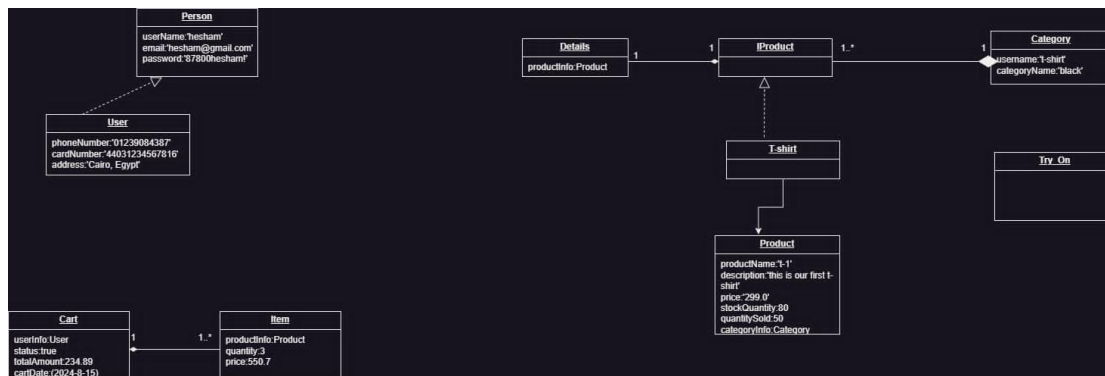 Person
userName:'hesham'
email:'hesham@gmail.com'
password:'87800hesham!'
User
phoneNumber:'01239084387'
cardNumber:'44031234567816'
address:'Cairo, Egypt'
Details
productInfo:Product
1
1
IProduct
1..*
1
Category
username:'t-shirt'
categoryName:'black'
T-shirt
Try_On
Product
productName:'t-1'
description:'this is our first t-
shirt'
price:'299.0'
stockQuantity:80
quantitySold:50
categoryInfo:Category
Cart
userInfo:User
status:true
totalAmount:234.89
cartDate:(2024-8-15)
1
1..*
Item
productInfo:Product
quantity:3
price:550.7